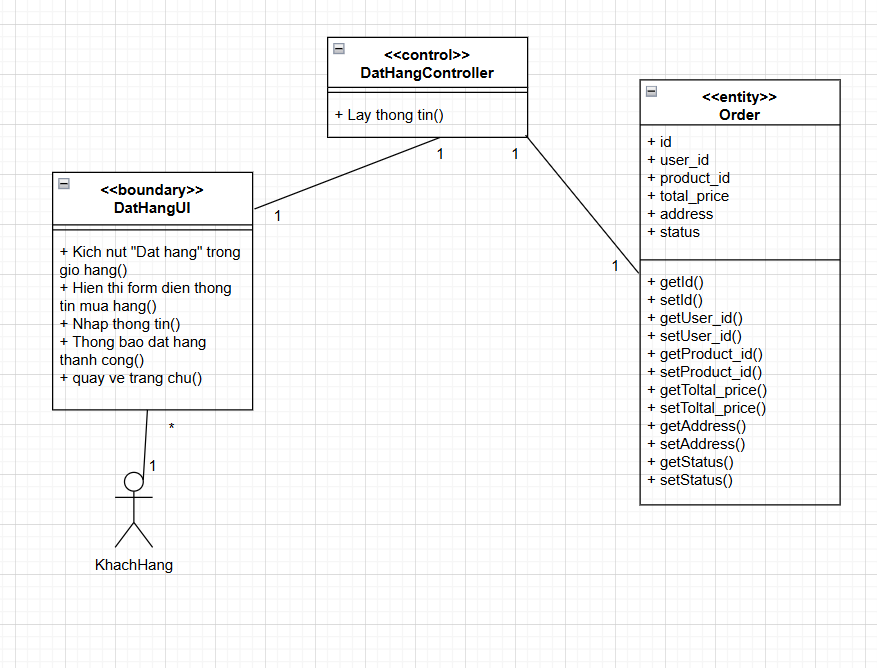 <<control>>
DatHangController
+ Lay thong tin()
1
1
<<entity>>
Order
+ id
+ user_id
+ product_id
+ total_price
+ address
+ status
1
+ getId()
+ setId()
+ getUser_id()
+ setUser_id()
+ getProduct_id()
+ setProduct_id()
+ getToltal_price()
+ setToltal_price()
+ getAddress()
+ setAddress()
+ getStatus()
+ setStatus()
<<boundary>>
DatHangUI
1
+ Kich nut "Dat hang" trong
gio hang()
+ Hien thi form dien thong
tin mua hang()
+ Nhap thong tin()
+ Thong bao dat hang
thanh cong()
+ quay ve trang chu()
*
1
KhachHang